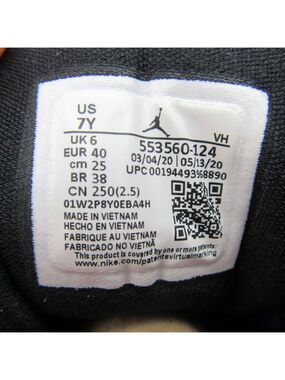 US
7Y
UK 6
EUR 40
cm 25
BR 38
CN 250(2.5)
VH
553560-124
03/04/20 05/13/20
01W2P8Y0EBA4H
MADE IN VIETNAM
HECHO EN VIETNAM
FABRIQUE AU VIETNAM
FABRICADO NO VIETNÃ
This product is covered by one or more patents:
www.nike.com/patentsvirtualmarking